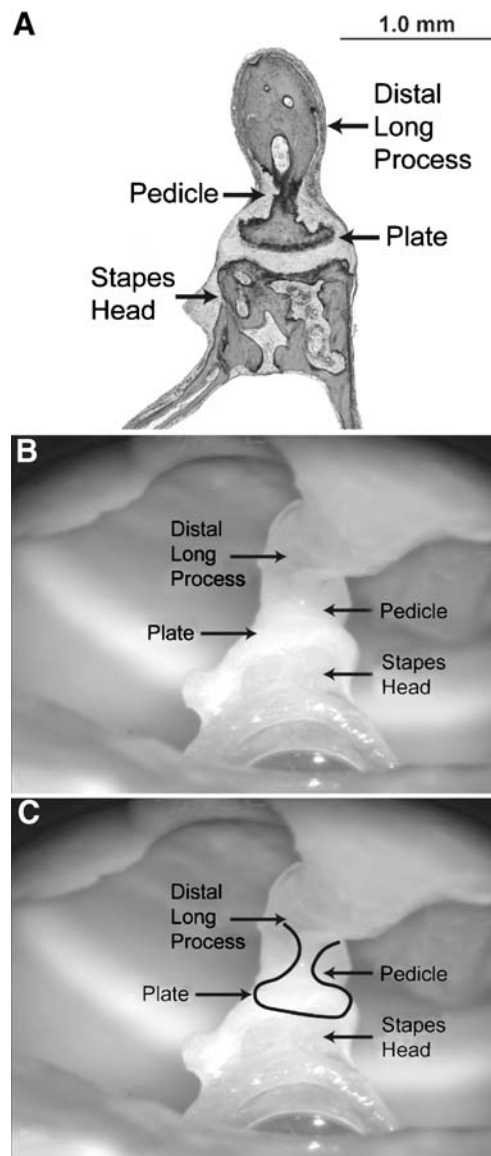 A
1.0 mm
Distal
Long
Process
Pedicle
Plate
Stapes
Head
B
Distal
Long
Process
Pedicle
Plate
Stapes
Head
C
Distal
Long
Process
Pedicle
Plate
Stapes
Head